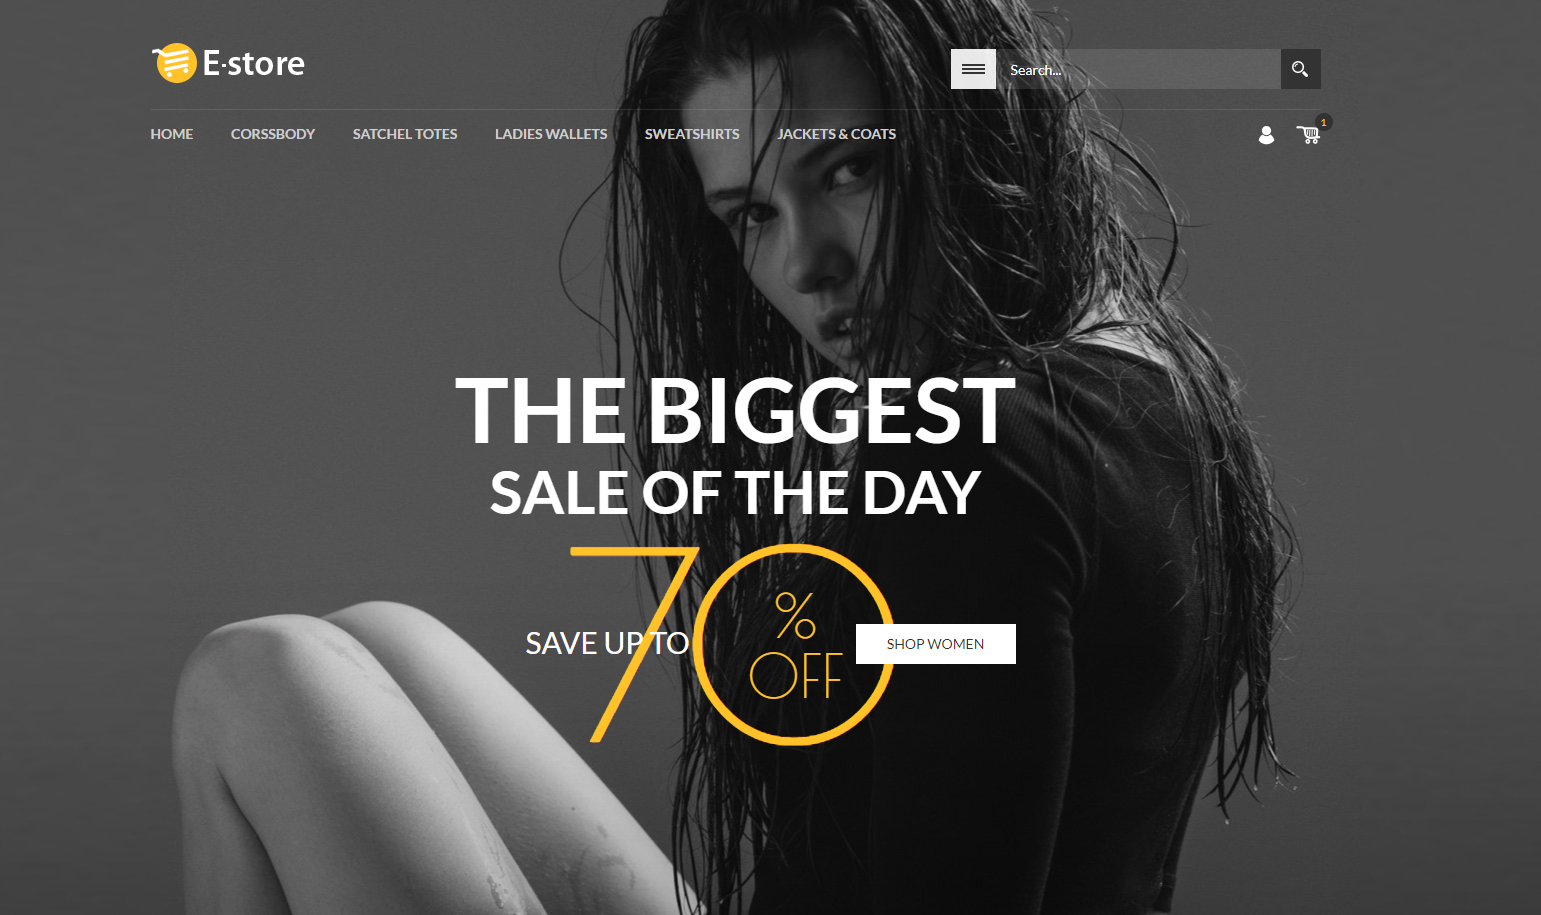 E-store
Search...
HOME CORSSBODY SATCHEL TOTES LADIES WALLETS SWEATSHIRTS JACKETS & COATS
1
THE BIGGEST
SALE OF THE DAY
SAVE UP TO 70% OFF
SHOP WOMEN